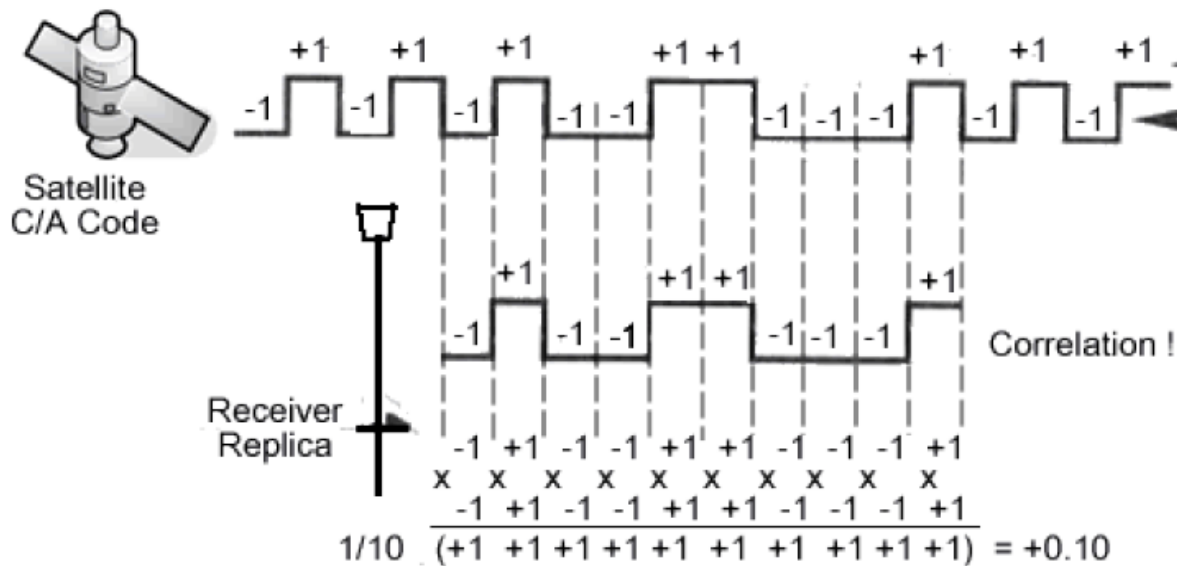 +1 +1 +1 +1 +1 +1 +1 +1
-1 -1 -1 -1 -1 -1 -1 -1 -1 -1
Satellite
C/A Code
+1 +1 +1 +1
-1 -1 -1 -1 -1 -1
Correlation !
Receiver
Replica
-1 +1 -1 -1 +1 +1 -1 -1 -1 +1
x x x x x x x x x x
-1 +1 -1 -1 +1 +1 -1 -1 -1 +1
1/10 (+1 +1 +1 +1 +1 +1 +1 +1 +1 +1) = +0.10